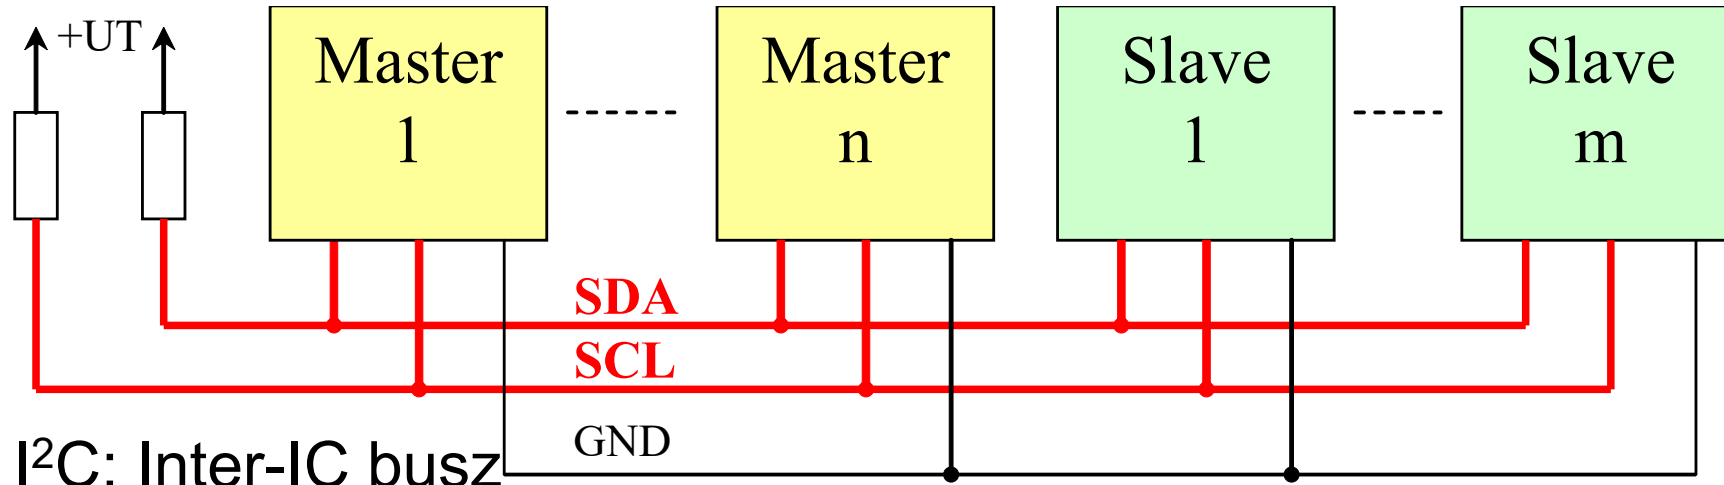 +UT
Master
1
Master
n
Slave
1
Slave
m
SDA
SCL
GND
I²C: Inter-IC busz